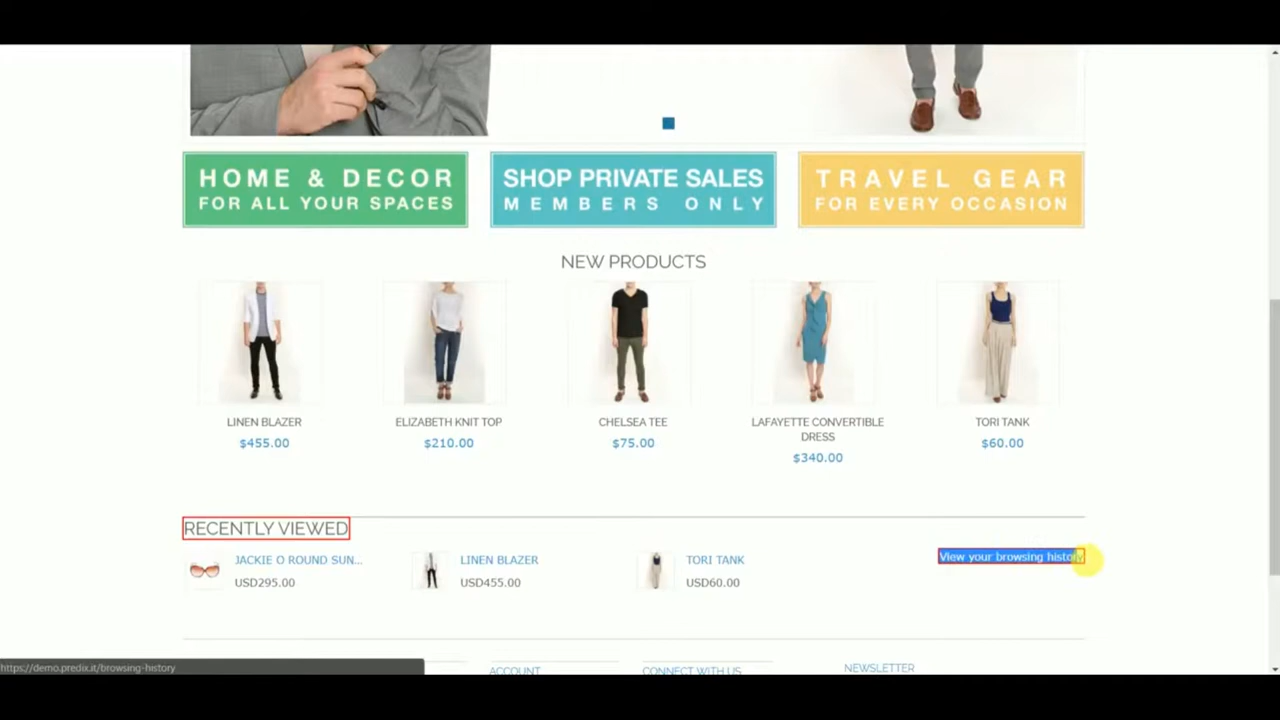 HOME & DECOR
FOR ALL YOUR SPACES
SHOP PRIVATE SALES
MEMBERS ONLY
TRAVEL GEAR
FOR EVERY OCCASION
NEW PRODUCTS
LINEN BLAZER
$455.00
ELIZABETH KNIT TOP
$210.00
CHELSEA TEE
$75.00
LAFAYETTE CONVERTIBLE
DRESS
$340.00
TORI TANK
$60.00
RECENTLY VIEWED
JACKIE O ROUND SUN...
USD295.00
LINEN BLAZER
USD455.00
TORI TANK
USD60.00
View your browsing history
https://demo.predix.it/browsing-history
ACCOUNT
CONNECT WITH US
NEWSLETTER